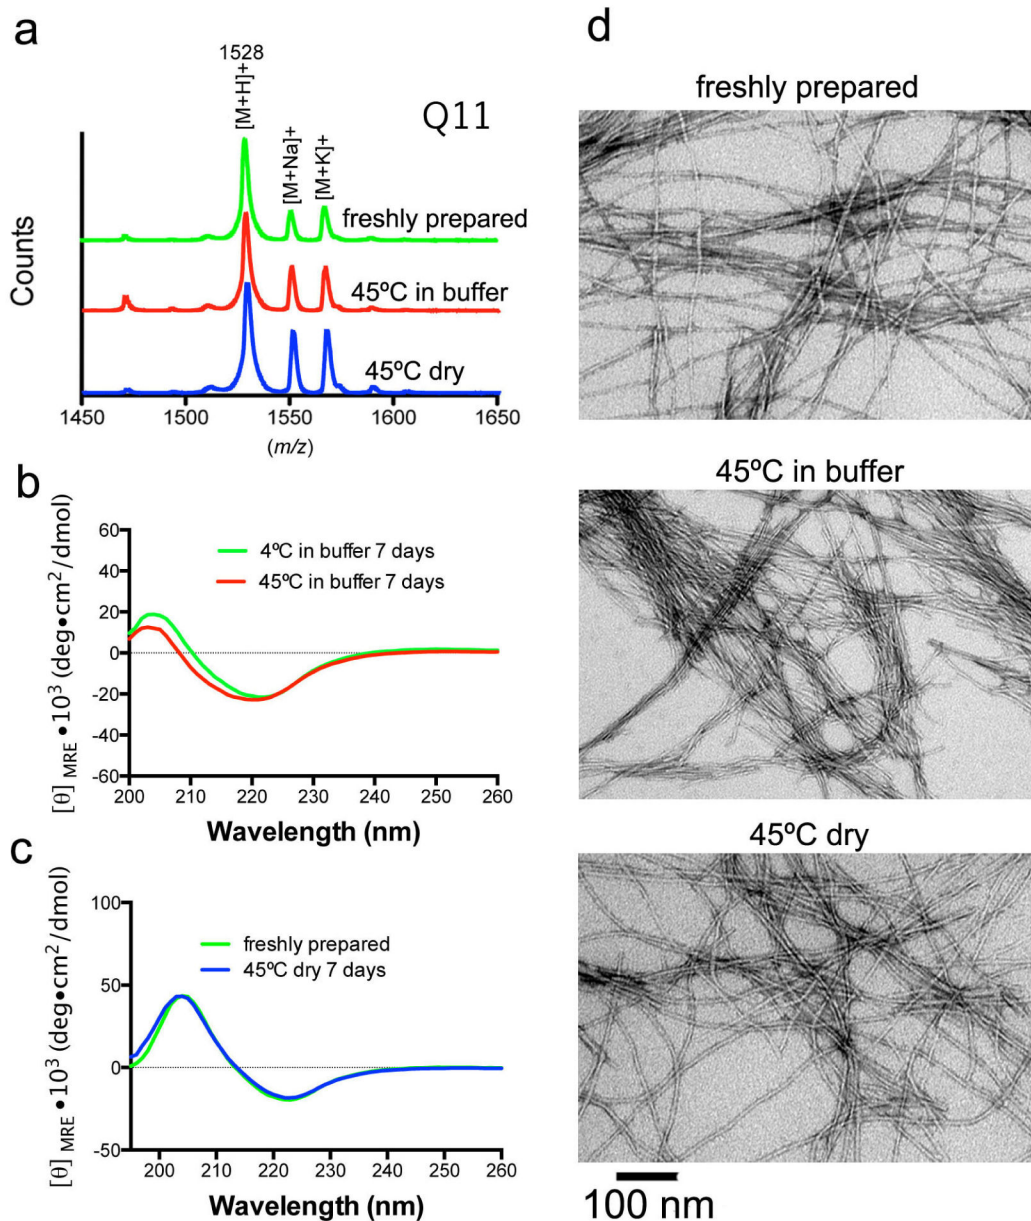 a
1528
[M+H]+
[M+Na]+
[M+K]+
Q11
freshly prepared
45ºC in buffer
45ºC dry
Counts
1450
1500
1550
1600
1650
(m/z)
b
60
40
20
0
-20
-40
-60
4ºC in buffer 7 days
45ºC in buffer 7 days
[θ] MRE •10³ (deg•cm²/dmol)
200
210
220
230
240
250
260
Wavelength (nm)
c
100
50
0
-50
freshly prepared
45ºC dry 7 days
[θ] MRE •10³ (deg•cm²/dmol)
200
210
220
230
240
250
260
Wavelength (nm)
d
freshly prepared
45ºC in buffer
45ºC dry
100 nm